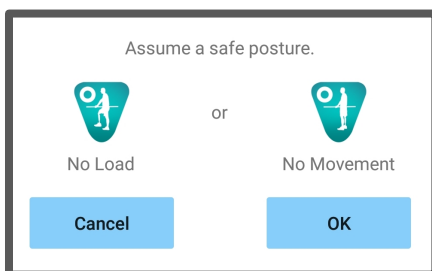 Assume a safe posture.
or
No Load
No Movement
Cancel
OK